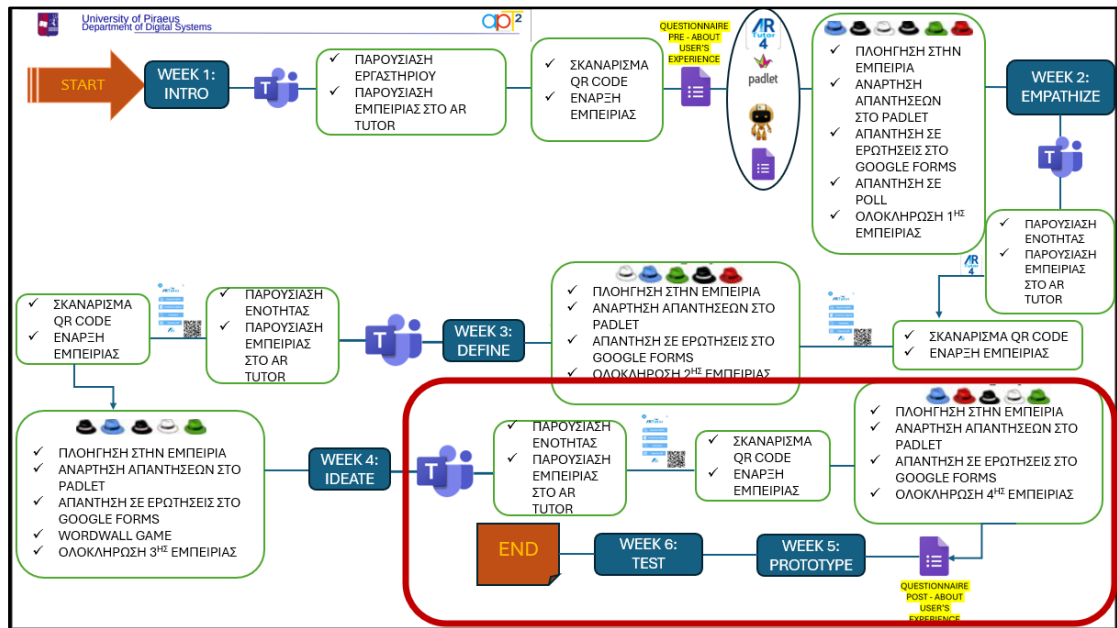 University of Piraeus
Department of Digital Systems
apt2
START
WEEK 1:
INTRO
T
✓ ΠΑΡΟΥΣΙΑΣΗ
ΕΡΓΑΣΤΗΡΙΟΥ
✓ ΠΑΡΟΥΣΙΑΣΗ
ΕΜΠΕΙΡΙΑΣ ΣΤΟ AR
TUTOR
✓ ΣΚΑΝΑΡΙΣΜΑ
QR CODE
✓ ΕΝΑΡΞΗ
ΕΜΠΕΙΡΙΑΣ
QUESTIONNAIRE
PRE - ABOUT
USER'S
EXPERIENCE
AR
Tutor
4
padlet
✓ ΠΛΟΗΓΗΣΗ ΣΤΗΝ
ΕΜΠΕΙΡΙΑ
✓ ΑΝΑΡΤΗΣΗ
ΑΠΑΝΤΗΣΕΩΝ
ΣΤΟ PADLET
✓ ΑΠΑΝΤΗΣΗ ΣΕ
ΕΡΩΤΗΣΕΙΣ ΣΤΟ
GOOGLE FORMS
✓ ΑΠΑΝΤΗΣΗ ΣΕ
POLL
✓ ΟΛΟΚΛΗΡΩΣΗ 1ΗΣ
ΕΜΠΕΙΡΙΑΣ
WEEK 2:
EMPATHIZE
T
✓ ΠΑΡΟΥΣΙΑΣΗ
ΕΝΟΤΗΤΑΣ
✓ ΠΑΡΟΥΣΙΑΣΗ
ΕΜΠΕΙΡΙΑΣ
ΣΤΟ AR
TUTOR
AR
4
✓ ΣΚΑΝΑΡΙΣΜΑ QR CODE
✓ ΕΝΑΡΞΗ ΕΜΠΕΙΡΙΑΣ
✓ ΠΛΟΗΓΗΣΗ ΣΤΗΝ ΕΜΠΕΙΡΙΑ
✓ ΑΝΑΡΤΗΣΗ ΑΠΑΝΤΗΣΕΩΝ ΣΤΟ
PADLET
✓ ΑΠΑΝΤΗΣΗ ΣΕ ΕΡΩΤΗΣΕΙΣ ΣΤΟ
GOOGLE FORMS
✓ ΟΛΟΚΛΗΡΩΣΗ 2ΗΣ ΕΜΠΕΙΡΙΑΣ
WEEK 3:
DEFINE
T
✓ ΠΑΡΟΥΣΙΑΣΗ
ΕΝΟΤΗΤΑΣ
✓ ΠΑΡΟΥΣΙΑΣΗ
ΕΜΠΕΙΡΙΑΣ
ΣΤΟ AR
TUTOR
✓ ΣΚΑΝΑΡΙΣΜΑ
QR CODE
✓ ΕΝΑΡΞΗ
ΕΜΠΕΙΡΙΑΣ
✓ ΠΛΟΗΓΗΣΗ ΣΤΗΝ ΕΜΠΕΙΡΙΑ
✓ ΑΝΑΡΤΗΣΗ ΑΠΑΝΤΗΣΕΩΝ ΣΤΟ
PADLET
✓ ΑΠΑΝΤΗΣΗ ΣΕ ΕΡΩΤΗΣΕΙΣ ΣΤΟ
GOOGLE FORMS
✓ WORDWALL GAME
✓ ΟΛΟΚΛΗΡΩΣΗ 3ΗΣ ΕΜΠΕΙΡΙΑΣ
WEEK 4:
IDEATE
T
✓ ΠΑΡΟΥΣΙΑΣΗ
ΕΝΟΤΗΤΑΣ
✓ ΠΑΡΟΥΣΙΑΣΗ
ΕΜΠΕΙΡΙΑΣ
ΣΤΟ AR
TUTOR
✓ ΣΚΑΝΑΡΙΣΜΑ
QR CODE
✓ ΕΝΑΡΞΗ
ΕΜΠΕΙΡΙΑΣ
✓ ΠΛΟΗΓΗΣΗ ΣΤΗΝ ΕΜΠΕΙΡΙΑ
✓ ΑΝΑΡΤΗΣΗ ΑΠΑΝΤΗΣΕΩΝ ΣΤΟ
PADLET
✓ ΑΠΑΝΤΗΣΗ ΣΕ ΕΡΩΤΗΣΕΙΣ ΣΤΟ
GOOGLE FORMS
✓ ΟΛΟΚΛΗΡΩΣΗ 4ΗΣ ΕΜΠΕΙΡΙΑΣ
QUESTIONNAIRE
POST - ABOUT
USER'S
EXPERIENCE
WEEK 5:
PROTOTYPE
WEEK 6:
TEST
END